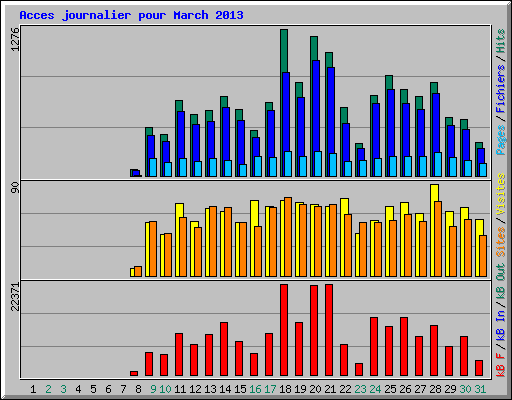 Acces journalier pour March 2013
1276
90
22371
Pages / Fichiers / Hits
Sites / Visites
kB F / kB In / kB Out
1 2 3 4 5 6 7 8 9 10 11 12 13 14 15 16 17 18 19 20 21 22 23 24 25 26 27 28 29 30 31